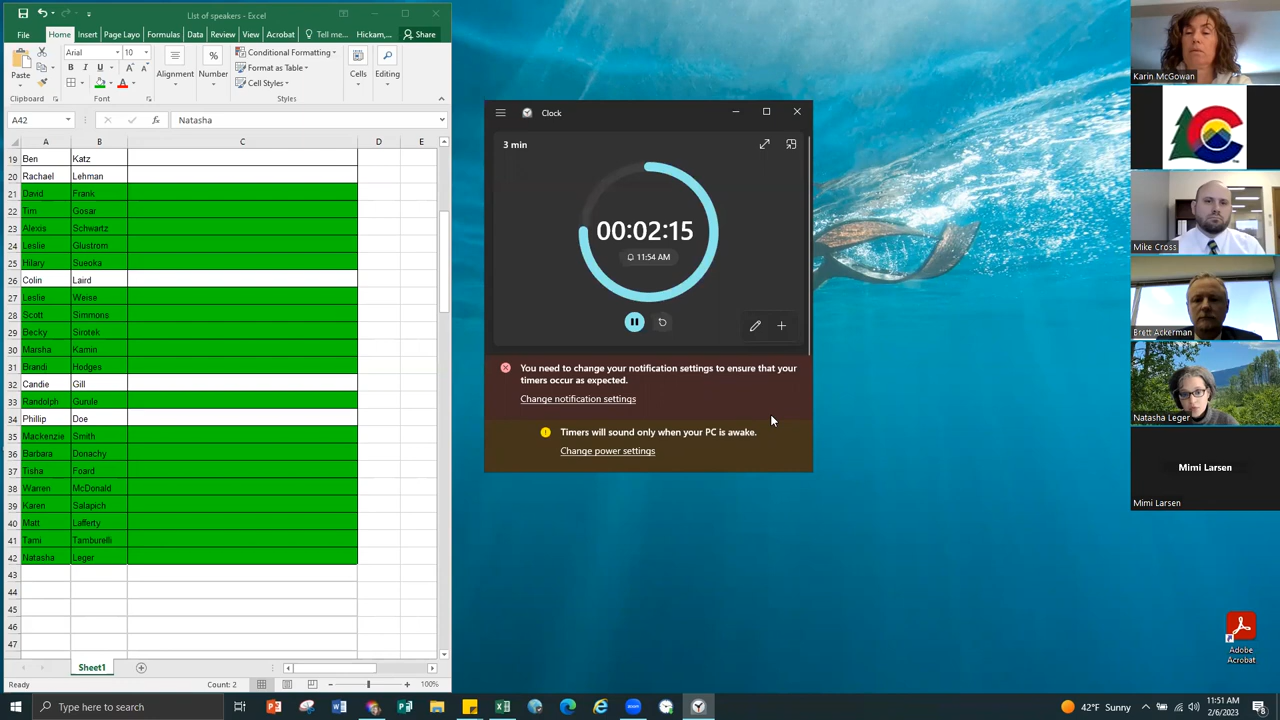 LIst of speakers - Excel
File Home Insert Page Layo Formulas Data Review View Acrobat Tell me... Hickam,... Share
Arial 10
Paste
B I U A A
Alignment
Number
Conditional Formatting
Format as Table
Cell Styles
Cells
Editing
Clipboard Font Styles
A42 fx Natasha
A B C D E
19 Ben Katz
20 Rachael Lehman
21 David Frank
22 Tim Gosar
23 Alexis Schwartz
24 Leslie Glustrom
25 Hilary Sueoka
26 Colin Laird
27 Leslie Weise
28 Scott Simmons
29 Becky Sirotek
30 Marsha Kamin
31 Brandi Hodges
32 Candie Gill
33 Randolph Gurule
34 Phillip Doe
35 Mackenzie Smith
36 Barbara Donachy
37 Tisha Foard
38 Warren McDonald
39 Karen Salapich
40 Matt Lafferty
41 Tami Tamburelli
42 Natasha Leger
43
44
45
46
47
Sheet1
Ready Count: 2 100%
Clock
3 min
00:02:15
11:54 AM
You need to change your notification settings to ensure that your
timers occur as expected.
Change notification settings
Timers will sound only when your PC is awake.
Change power settings
Karin McGowan
C
Mike Cross
Brett Ackerman
Natasha Leger
Mimi Larsen
Mimi Larsen
Adobe
Acrobat
Type here to search
zoom
42°F Sunny
11:51 AM
2/6/2023
8